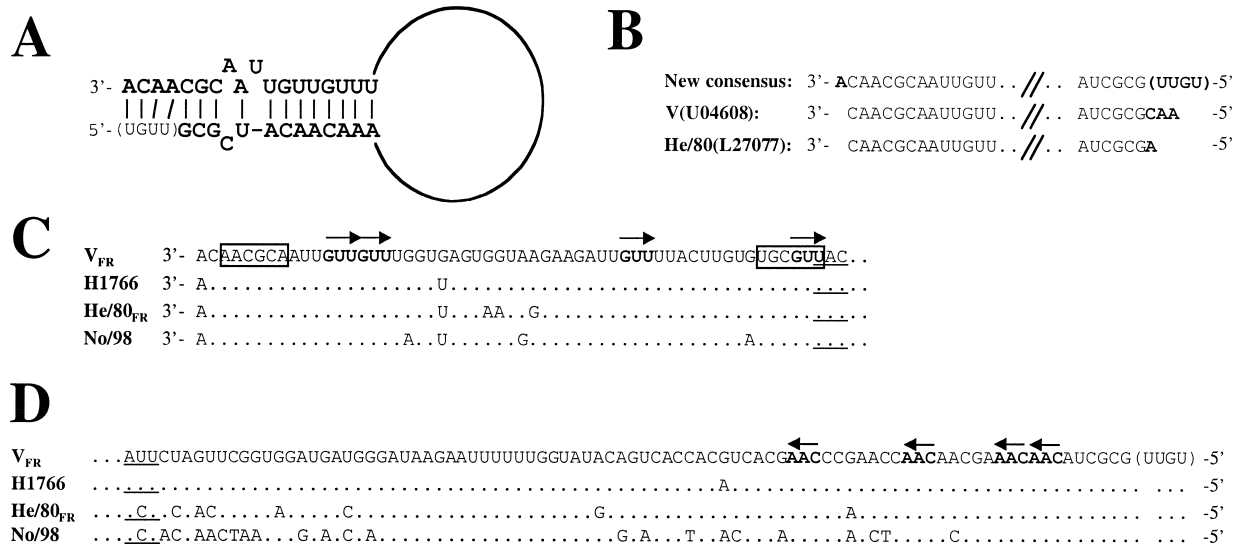 A
A U
3'- ACAACGC A UGUUGUUU
5'-(UGUU)GCG U-ACAACAAA
C
B
New consensus: 3'- ACAACGCAAUUGUU..//.. AUCGCG(UUGU)-5'
V(U04608): 3'- CAACGCAAUUGUU..//.. AUCGCGCAA -5'
He/80(L27077): 3'- CAACGCAAUUGUU..//.. AUCGCGA -5'
C
VFR 3'- ACAACGCAAUUGUUGUUUGGUGAGUGGUAAGAAGAUUGUUUUACUUGUGUGCGUUAC..
H1766 3'- A....................U.....................................
He/80FR 3'- A....................U...AA..G.............................
No/98 3'- A.................A..U......G...................A..........
D
VFR ...AUUCUAGUUCGGUGGAUGAUGGGAUAAGAAUUUUUUGGUAUACAGUCACCACGUCACGAACCCGAACCAACAACGAAACAACAUCGCG(UUGU) -5'
H1766 .......................................................A................................... ... -5'
He/80FR ....C..C.AC.....A.....C.....................G.....................A........................ ... -5'
No/98 ....C.AC.AACTAA...G.A.C.A.....................G.A...T..AC...A.....A.CT.....C............... ... -5'